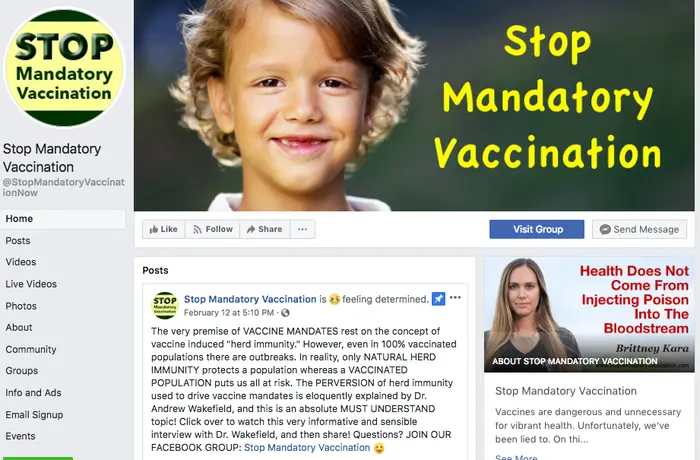 STOP
Mandatory
Vaccination
Stop
Mandatory
Vaccination
Stop Mandatory
Vaccination
@StopMandatoryVaccinat
ionNow
Home
Posts
Videos
Live Videos
Photos
About
Community
Groups
Info and Ads
Email Signup
Events
Like
Follow
Share
Visit Group
Send Message
Posts
STOP
Mandatory
Vaccination
Stop Mandatory Vaccination is feeling determined.
February 12 at 5:10 PM ·
The very premise of VACCINE MANDATES rest on the concept of
vaccine induced "herd immunity." However, even in 100% vaccinated
populations there are outbreaks. In reality, only NATURAL HERD
IMMUNITY protects a population whereas a VACCINATED
POPULATION puts us all at risk. The PERVERSION of herd immunity
used to drive vaccine mandates is eloquently explained by Dr.
Andrew Wakefield, and this is an absolute MUST UNDERSTAND
topic! Click over to watch this very informative and sensible
interview with Dr. Wakefield, and then share! Questions? JOIN OUR
FACEBOOK GROUP: Stop Mandatory Vaccination
Health Does Not
Come From
Injecting Poison
Into The
Bloodstream
Brittney Kara
ABOUT STOP MANDATORY VACCINATION
Stop Mandatory Vaccination
Vaccines are dangerous and unnecessary
for vibrant health. Unfortunately, we've
been lied to. On thi...
See More